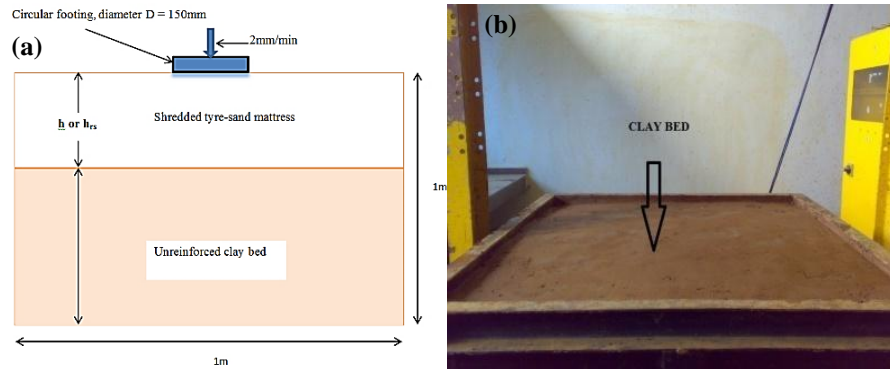 Circular footing, diameter D = 150mm
(a)
2mm/min
h or hrs
Shredded tyre-sand mattress
1m
Unreinforced clay bed
1m
(b)
CLAY BED